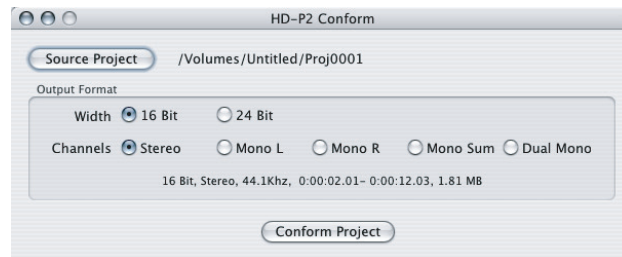 HD-P2 Conform
Source Project /Volumes/Untitled/Proj0001
Output Format
Width 16 Bit 24 Bit
Channels Stereo Mono L Mono R Mono Sum Dual Mono
16 Bit, Stereo, 44.1Khz, 0:00:02.01- 0:00:12.03, 1.81 MB
Conform Project